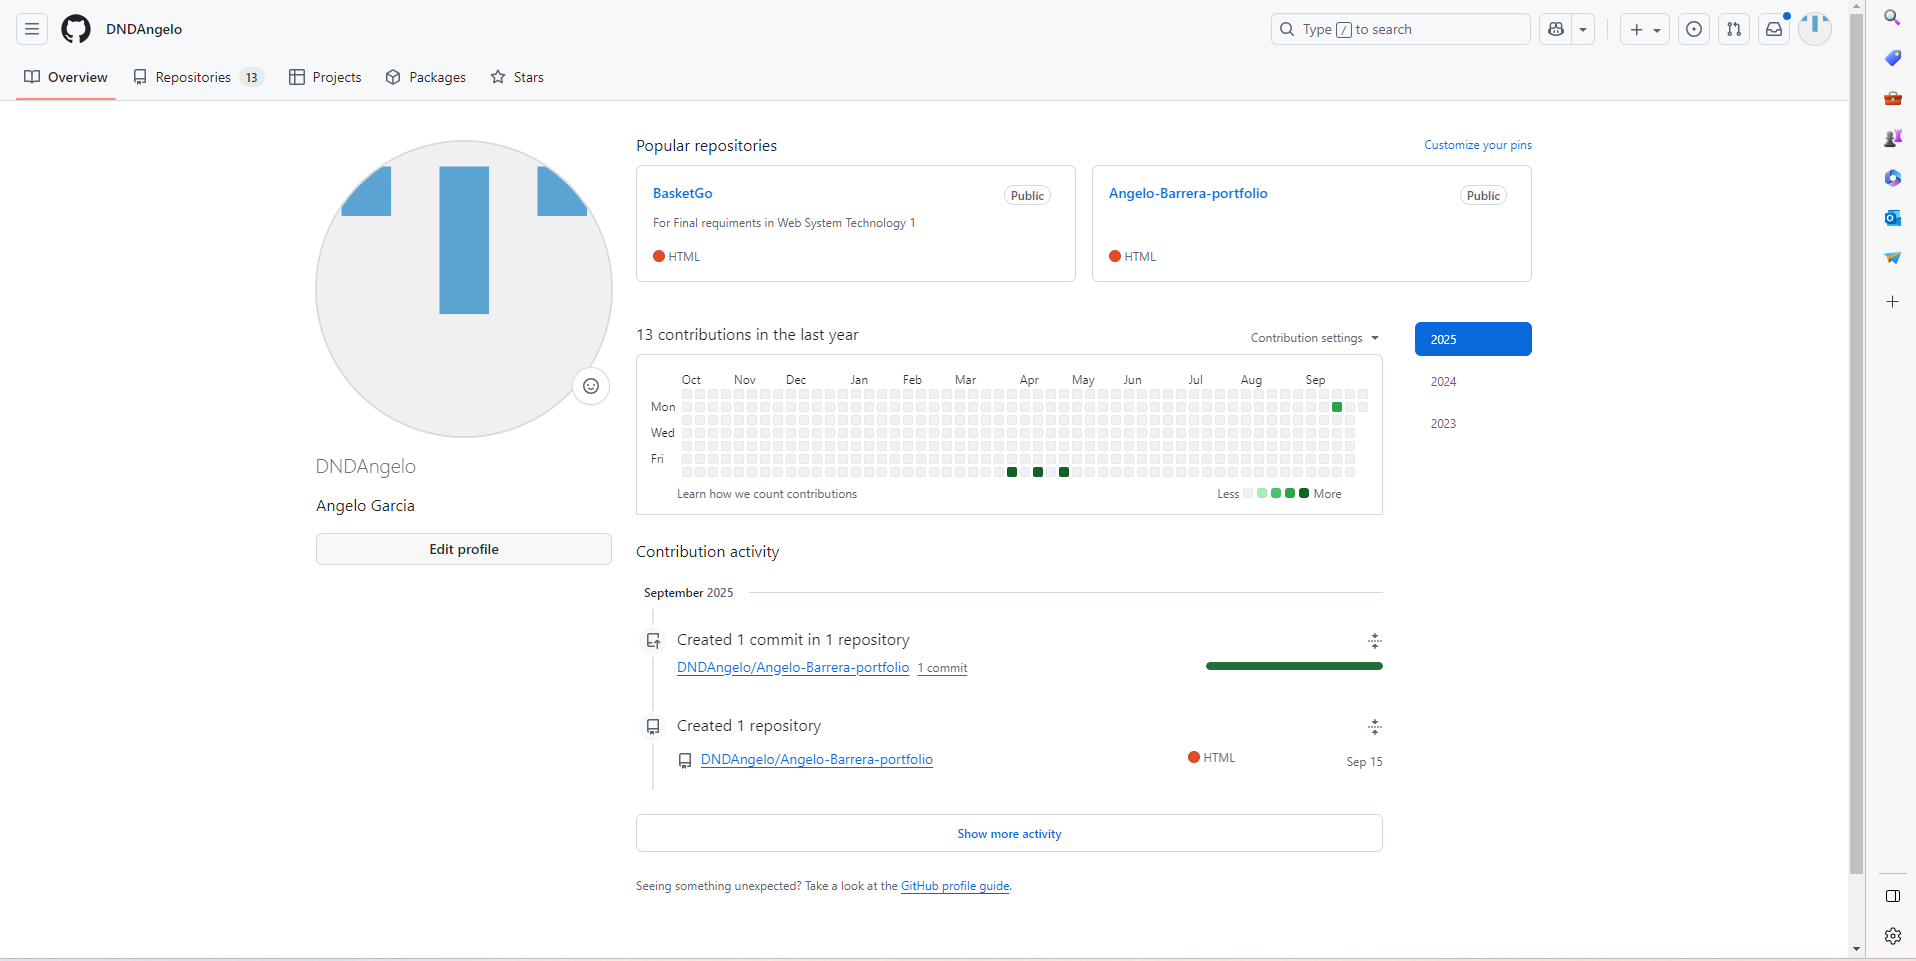 DNDAngelo
Type / to search
Overview
Repositories 13
Projects
Packages
Stars
Popular repositories
Customize your pins
BasketGo
Public
For Final requiments in Web System Technology 1
HTML
Angelo-Barrera-portfolio
Public
HTML
13 contributions in the last year
Contribution settings
2025
2024
2023
Oct Nov Dec Jan Feb Mar Apr May Jun Jul Aug Sep
Mon
Wed
Fri
Learn how we count contributions
Less More
DNDAngelo
Angelo Garcia
Edit profile
Contribution activity
September 2025
Created 1 commit in 1 repository
DNDAngelo/Angelo-Barrera-portfolio 1 commit
Created 1 repository
DNDAngelo/Angelo-Barrera-portfolio HTML Sep 15
Show more activity
Seeing something unexpected? Take a look at the GitHub profile guide.